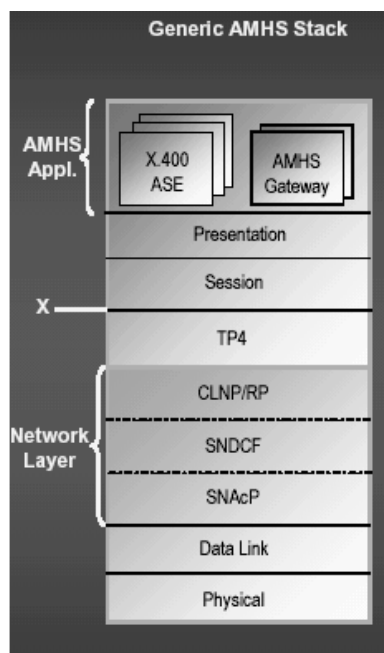 Generic AMHS Stack
AMHS
Appl.
X.400
ASE
AMHS
Gateway
Presentation
Session
X
TP4
CLNP/RP
Network
Layer
SNDCF
SNAcP
Data Link
Physical